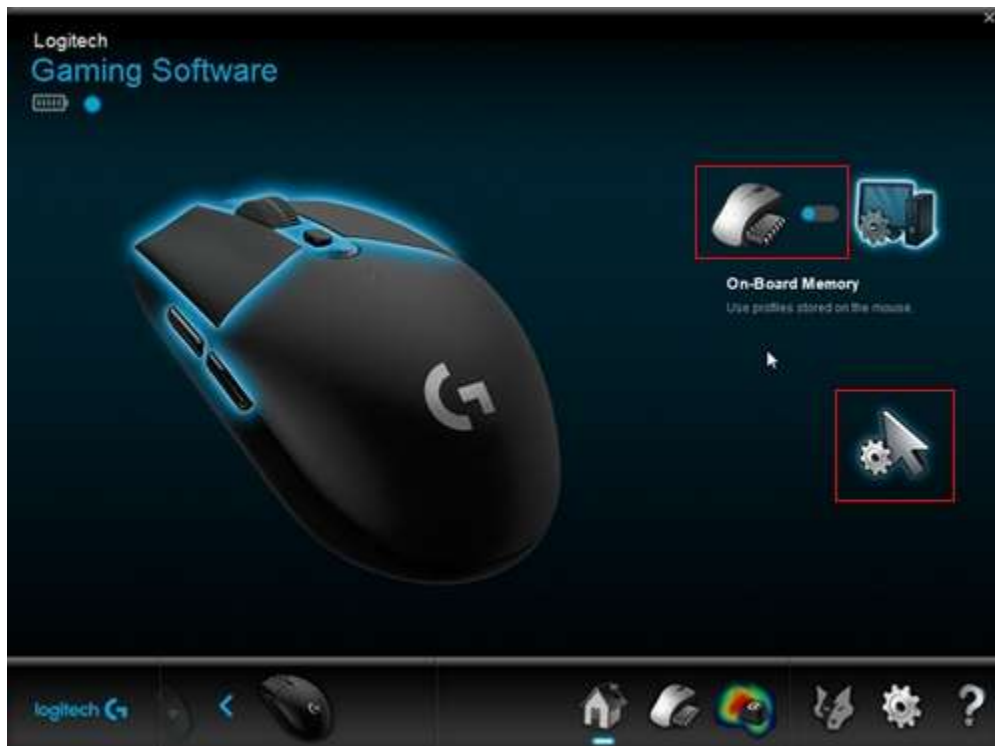 Logitech
Gaming Software
On-Board Memory
Use profiles stored on the mouse.
logitech G
?